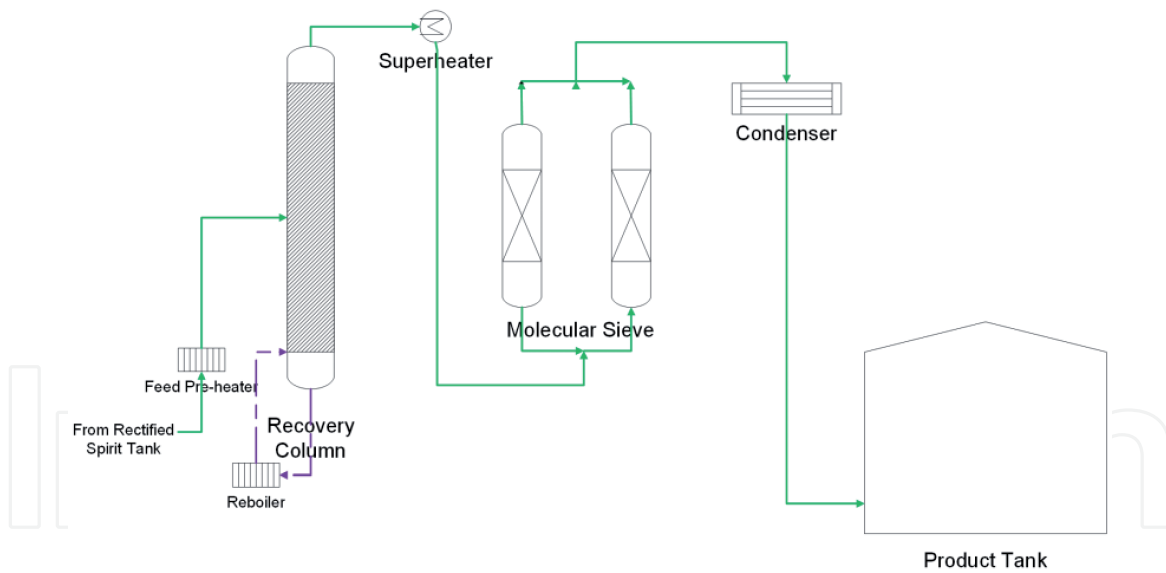 Superheater
Condenser
Molecular Sieve
Feed Pre-heater
From Rectified
Spirit Tank
Recovery
Column
Reboiler
Product Tank